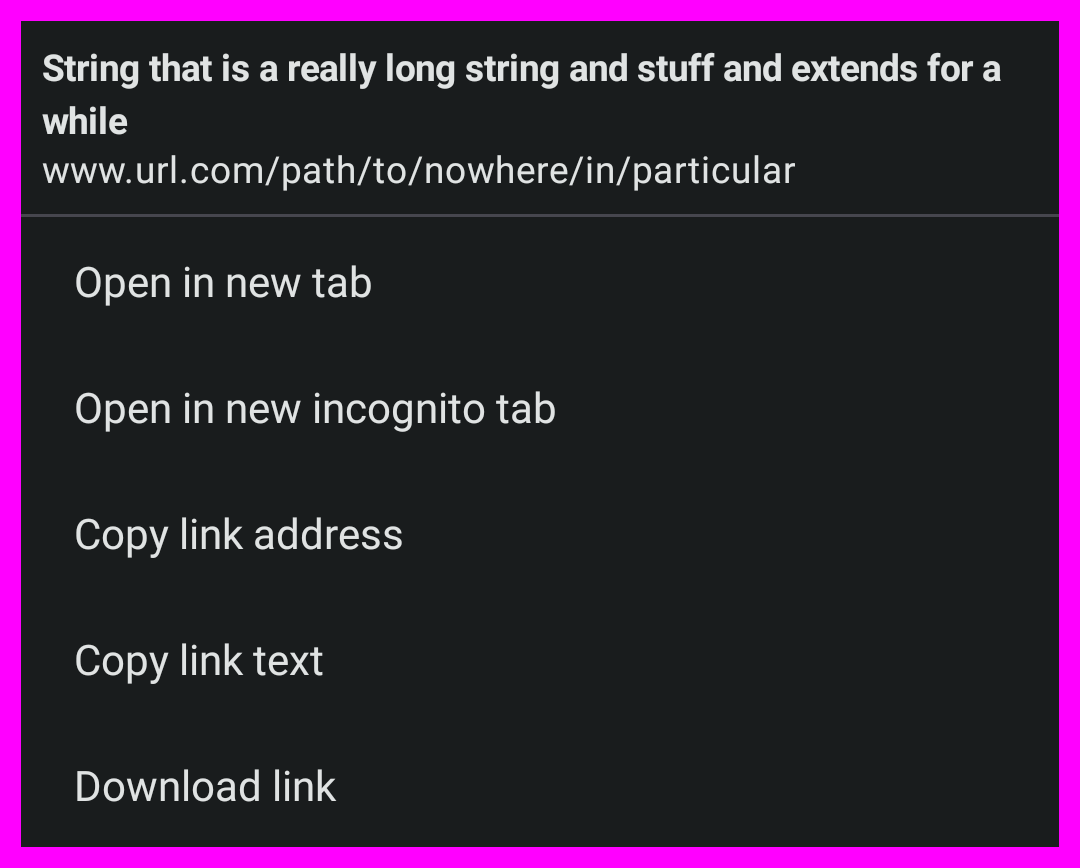 String that is a really long string and stuff and extends for a
while
www.url.com/path/to/nowhere/in/particular
Open in new tab
Open in new incognito tab
Copy link address
Copy link text
Download link